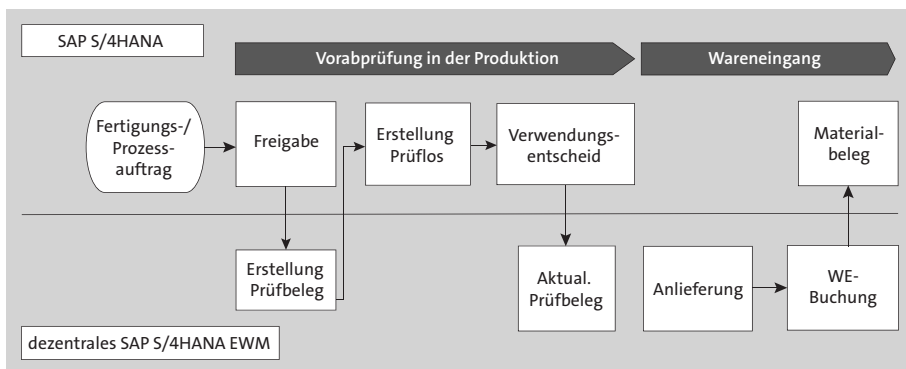 SAP S/4HANA
Vorabprüfung in der Produktion
Wareneingang
Fertigungs-/
Prozess-
auftrag
Freigabe
Erstellung
Prüflos
Verwendungs-
entscheid
Material-
beleg
Erstellung
Prüfbeleg
Aktual.
Prüfbeleg
Anlieferung
WE-
Buchung
dezentrales SAP S/4HANA EWM